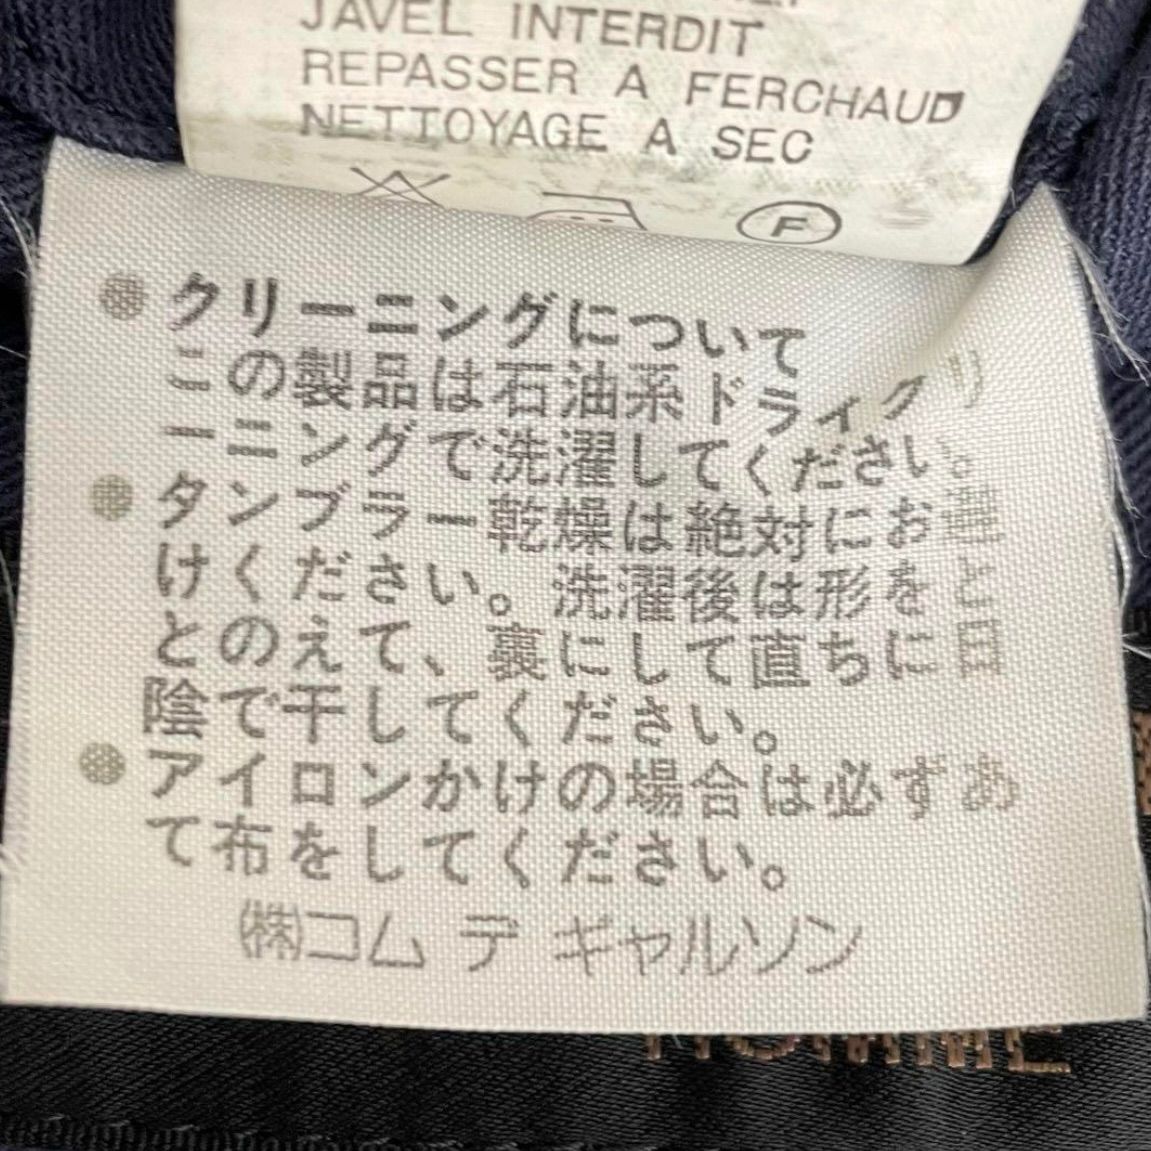 JAVEL INTERDIT
REPASSER A FERCHAUD
NETTOYAGE A SEC
F
●クリーニングについて
この製品は石油系ドライクリ
ーニングで洗濯してください。
●タンブラー乾燥は絶対にお避
けください。洗濯後は形をと
とのえて、裏にして直ちに日
陰で干してください。
●アイロンかけの場合は必ずあ
て布をしてください。
㈱コム デ ギャルソン
HOMME